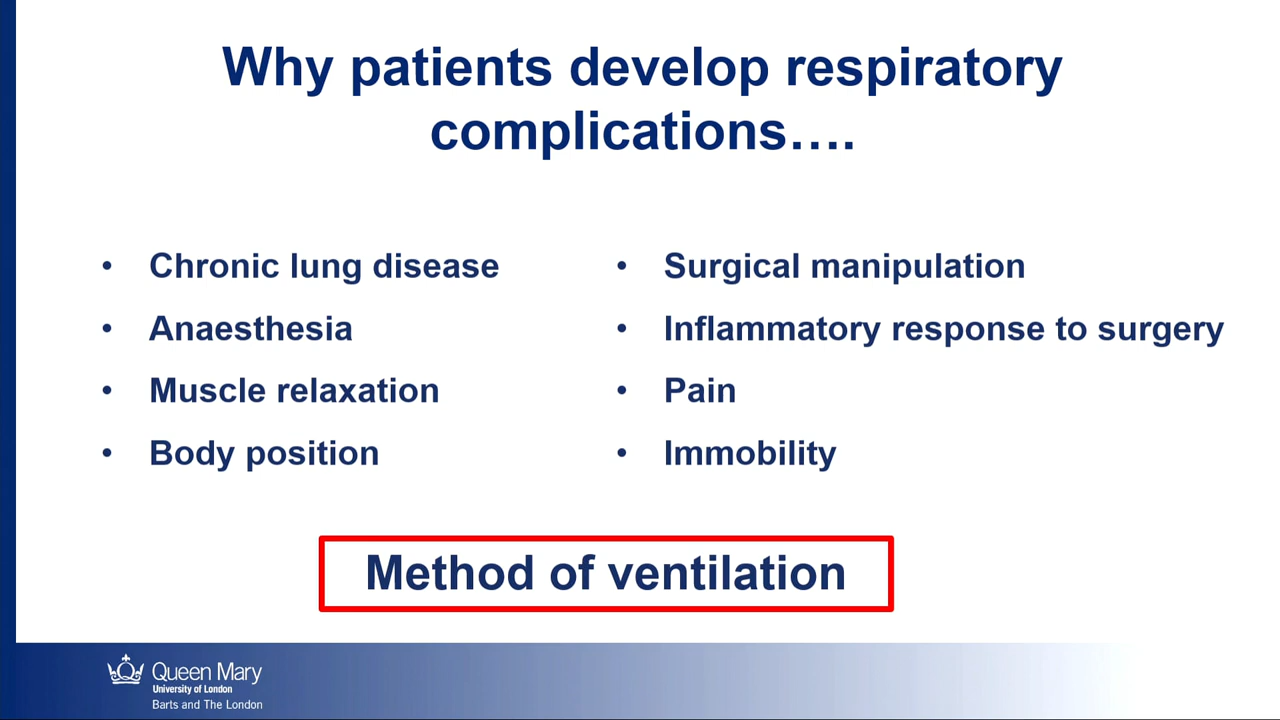 Why patients develop respiratory
complications....
• Chronic lung disease
• Anaesthesia
• Muscle relaxation
• Body position
• Surgical manipulation
• Inflammatory response to surgery
• Pain
• Immobility
Method of ventilation
Queen Mary
University of London
Barts and The London